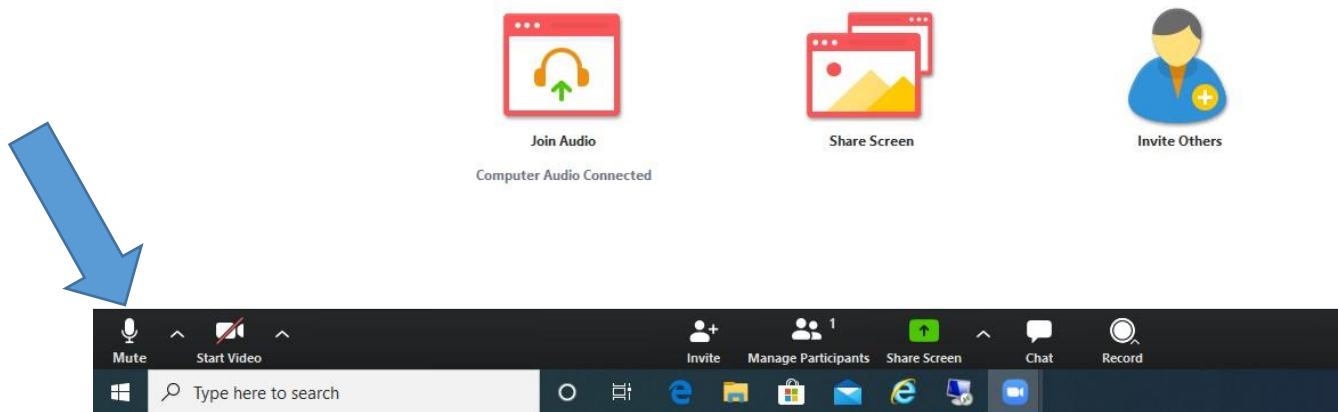 Join Audio
Share Screen
Invite Others
Computer Audio Connected
1
Mute
Start Video
Invite
Manage Participants
Share Screen
Chat
Record
Type here to search